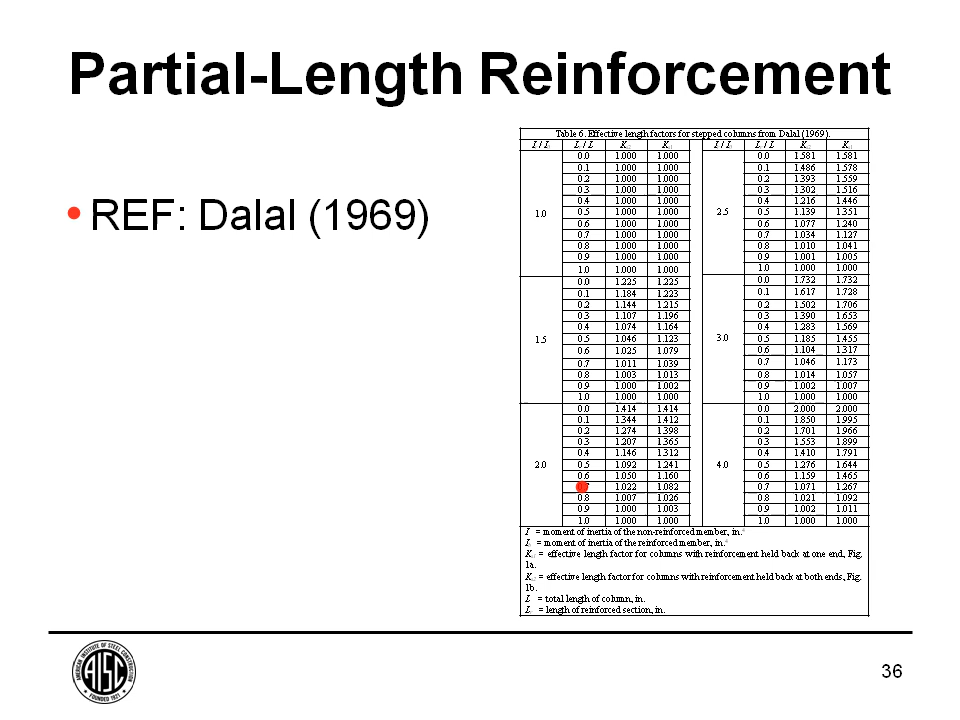 Partial-Length Reinforcement
• REF: Dalal (1969)
Table 6. Effective length factors for stepped columns from Dalal (1969).
I / I L / L K K I / I L / L K K
0.0 1.000 1.000 0.0 1.581 1.581
0.1 1.000 1.000 0.1 1.486 1.578
0.2 1.000 1.000 0.2 1.393 1.559
0.3 1.000 1.000 0.3 1.302 1.516
0.4 1.000 1.000 0.4 1.216 1.446
1.0 0.5 1.000 1.000 2.5 0.5 1.139 1.351
0.6 1.000 1.000 0.6 1.077 1.240
0.7 1.000 1.000 0.7 1.034 1.127
0.8 1.000 1.000 0.8 1.010 1.041
0.9 1.000 1.000 0.9 1.001 1.005
1.0 1.000 1.000 1.0 1.000 1.000
0.0 1.225 1.225 0.0 1.732 1.732
0.1 1.184 1.223 0.1 1.617 1.728
0.2 1.144 1.215 0.2 1.502 1.706
0.3 1.107 1.196 0.3 1.390 1.653
0.4 1.074 1.164 0.4 1.283 1.569
1.5 0.5 1.046 1.123 3.0 0.5 1.185 1.455
0.6 1.025 1.079 0.6 1.104 1.317
0.7 1.011 1.039 0.7 1.046 1.173
0.8 1.003 1.013 0.8 1.014 1.057
0.9 1.000 1.002 0.9 1.002 1.007
1.0 1.000 1.000 1.0 1.000 1.000
0.0 1.414 1.414 0.0 2.000 2.000
0.1 1.344 1.412 0.1 1.850 1.995
0.2 1.274 1.398 0.2 1.701 1.966
0.3 1.207 1.365 0.3 1.553 1.899
0.4 1.146 1.312 0.4 1.410 1.791
2.0 0.5 1.092 1.241 4.0 0.5 1.276 1.644
0.6 1.050 1.160 0.6 1.159 1.465
1.022 1.082 0.7 1.071 1.267
0.8 1.007 1.026 0.8 1.021 1.092
0.9 1.000 1.003 0.9 1.002 1.011
1.0 1.000 1.000 1.0 1.000 1.000
I = moment of inertia of the non-reinforced member, in.
I = moment of inertia of the reinforced member, in.
K = effective length factor for columns with reinforcement held back at one end, Fig.
1a.
K = effective length factor for columns with reinforcement held back at both ends, Fig.
1b.
L = total length of column, in.
L = length of reinforced section, in.
AMERICAN INSTITUTE OF STEEL CONSTRUCTION
AISC
FOUNDED 1921
36